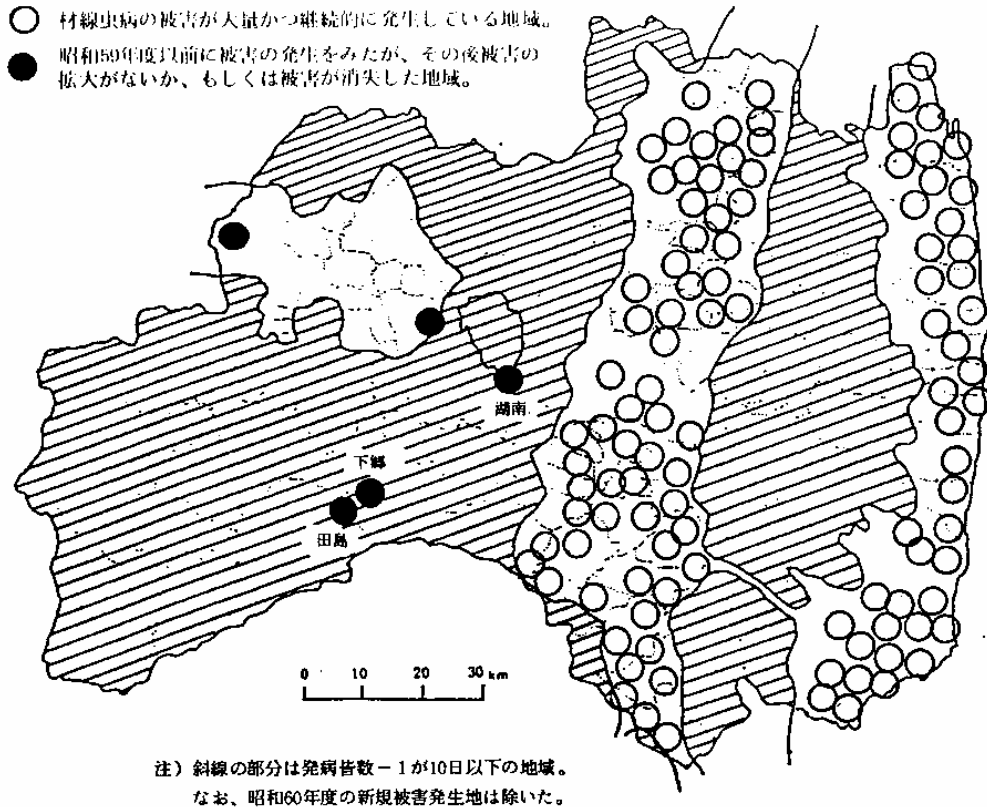 ○ 材線虫病の被害が大量かつ継続的に発生している地域。
● 昭和59年度以前に被害の発生をみたが、その後被害の
拡大がないか、もしくは被害が消失した地域。
湖南
下郷
田島
0 10 20 30 km
注）斜線の部分は発病皆数－1が10日以下の地域。
なお、昭和60年度の新規被害発生地は除いた。